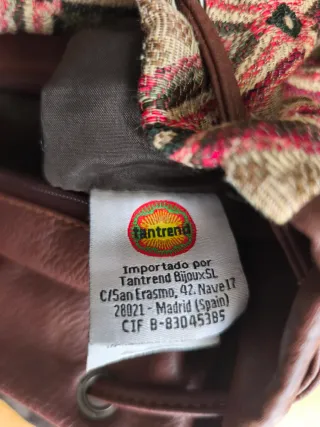 tantrend
Importado por
Tantrend BijouxSL
C/San Erasmo, 42. Nave 17
28021 - Madrid (Spain)
CIF B-83045385